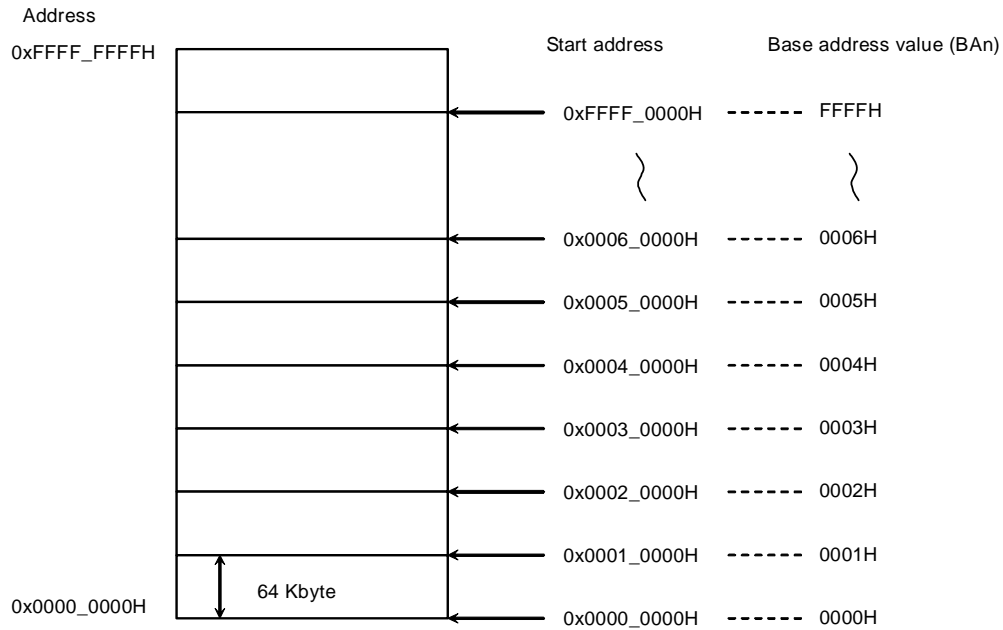 Address
0xFFFF_FFFFH
Start address Base address value (BAn)
0xFFFF_0000H FFFFH
0x0006_0000H 0006H
0x0005_0000H 0005H
0x0004_0000H 0004H
0x0003_0000H 0003H
0x0002_0000H 0002H
0x0001_0000H 0001H
64 Kbyte
0x0000_0000H
0x0000_0000H 0000H